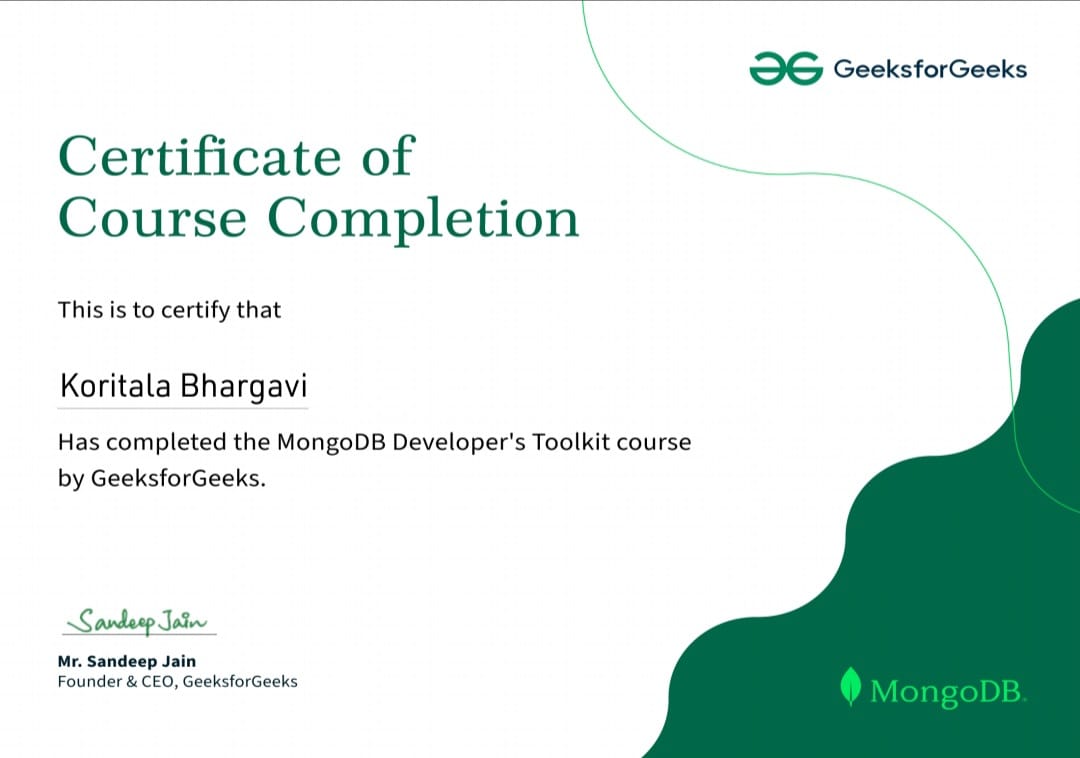 GeeksforGeeks
Certificate of
Course Completion
This is to certify that
Koritala Bhargavi
Has completed the MongoDB Developer's Toolkit course
by GeeksforGeeks.
Sandeep Jain
Mr. Sandeep Jain
Founder & CEO, GeeksforGeeks
MongoDB.